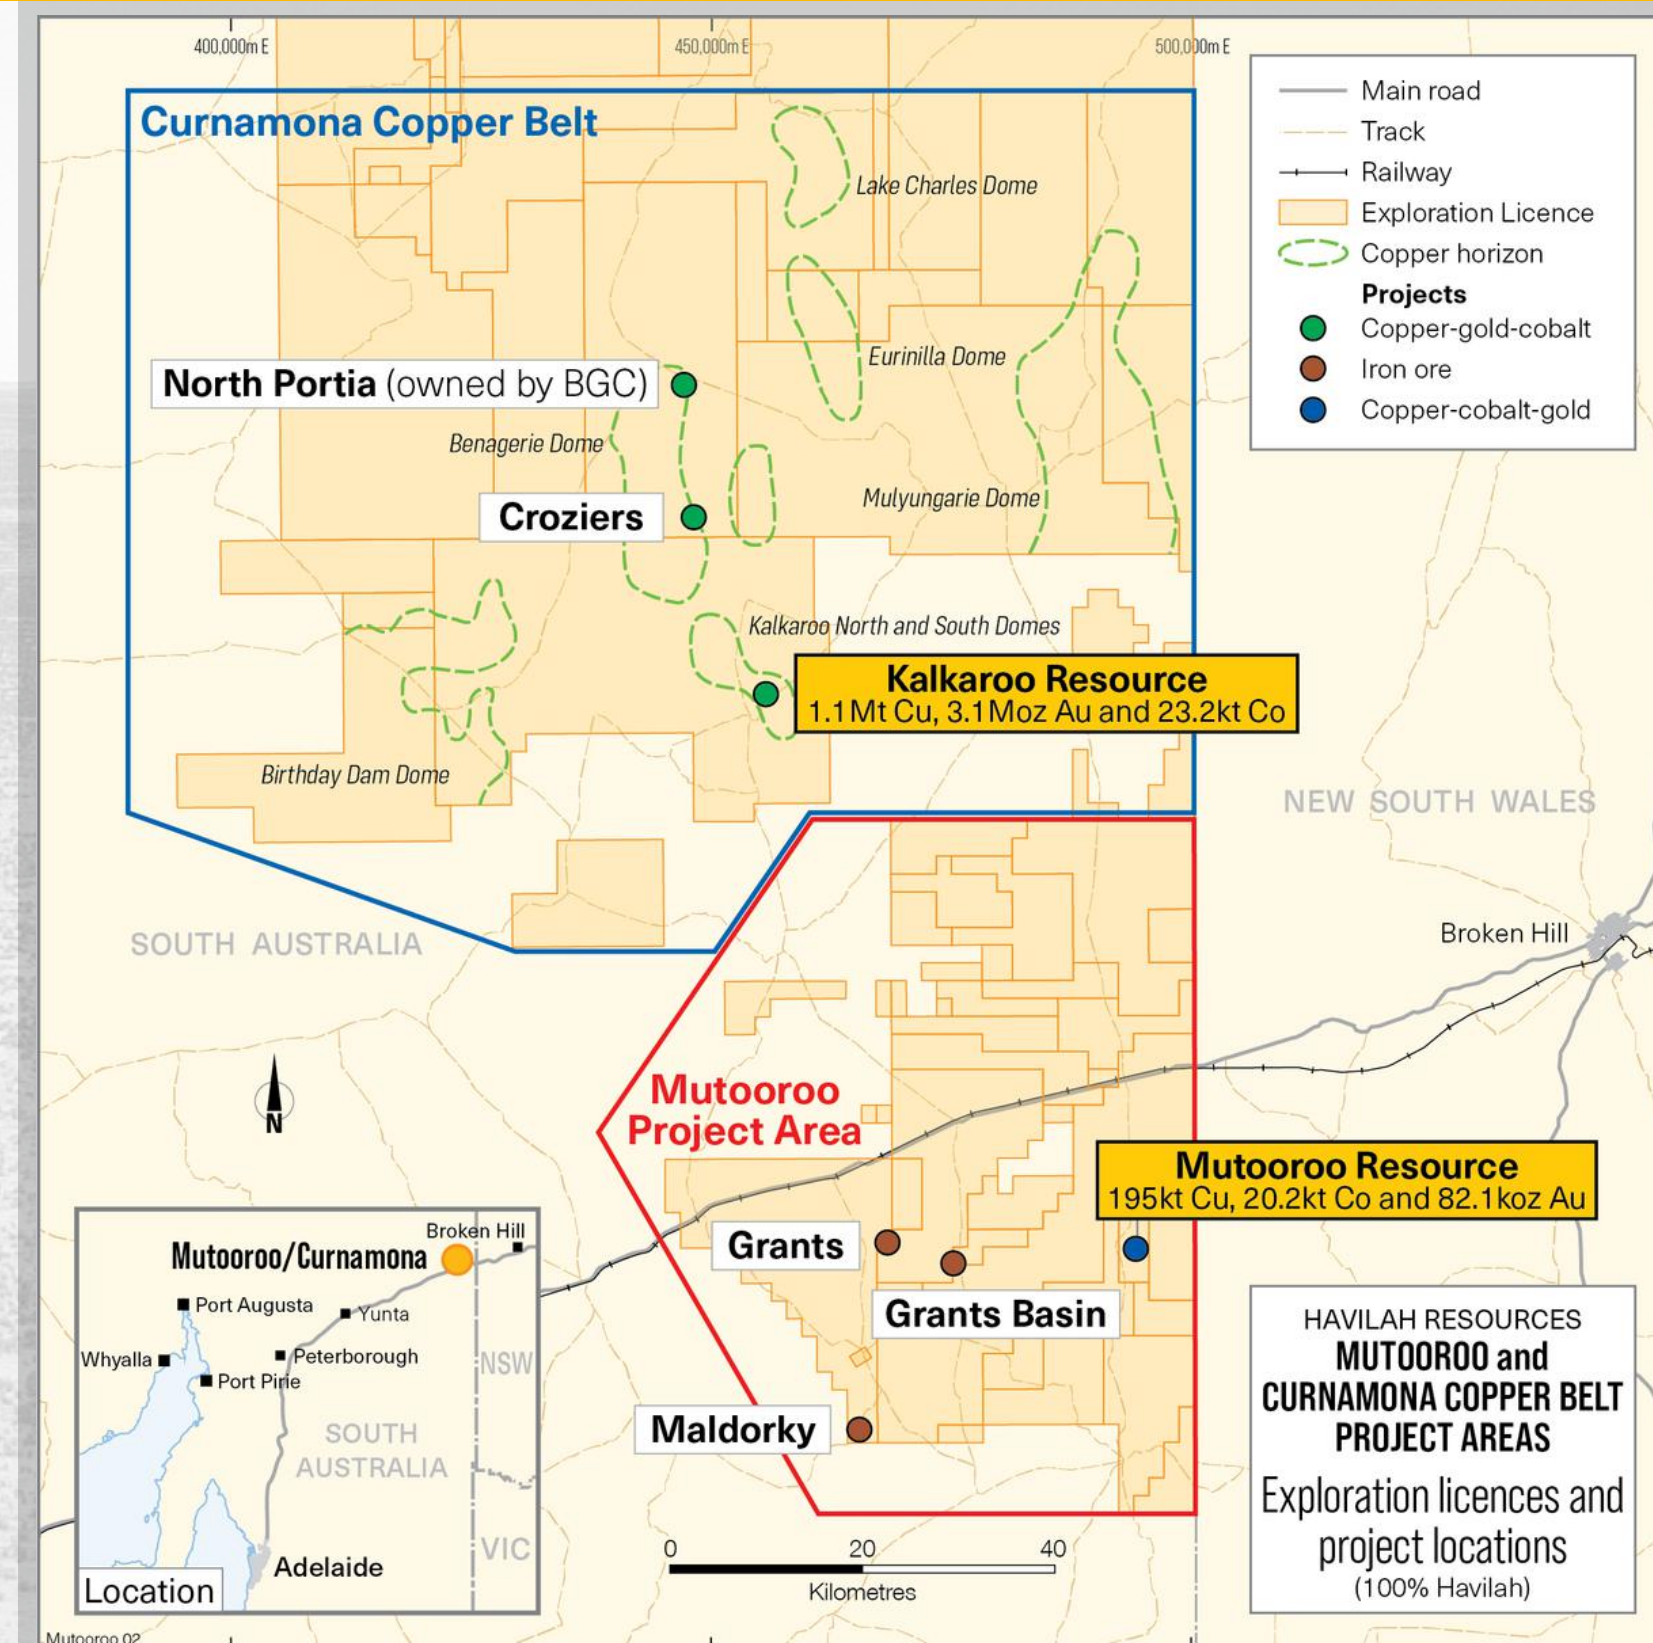 400,000m E
450,000m E
500,000m E
Curnamona Copper Belt
Lake Charles Dome
Eurinilla Dome
North Portia (owned by BGC)
Benagerie Dome
Mulyungarie Dome
Croziers
Kalkaroo North and South Domes
Kalkaroo Resource
1.1Mt Cu, 3.1Moz Au and 23.2kt Co
Birthday Dam Dome
Main road
Track
Railway
Exploration Licence
Copper horizon
Projects
Copper-gold-cobalt
Iron ore
Copper-cobalt-gold
NEW SOUTH WALES
SOUTH AUSTRALIA
Broken Hill
N
Mutooroo
Project Area
Mutooroo Resource
195kt Cu, 20.2kt Co and 82.1koz Au
Grants
Grants Basin
Maldorky
0 20 40
Kilometres
Broken Hill
Mutooroo/Curnamona
Port Augusta
Yunta
Whyalla
Peterborough
Port Pirie
NSW
SOUTH
AUSTRALIA
VIC
Adelaide
Location
HAVILAH RESOURCES
MUTOOROO and
CURNAMONA COPPER BELT
PROJECT AREAS
Exploration licences and
project locations
(100% Havilah)
Mutooroo 02